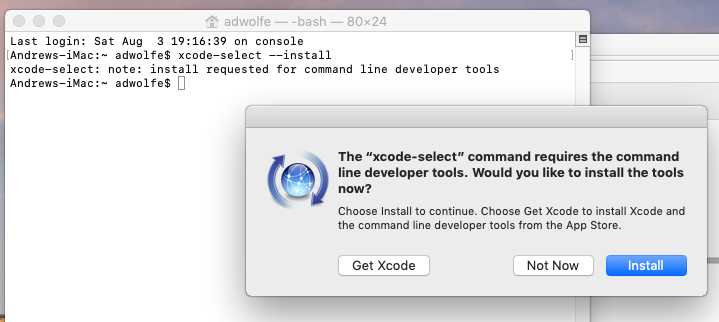 adwolfe — -bash — 80×24
Last login: Sat Aug  3 19:16:39 on console
[Andrews-iMac:~ adwolfe$ xcode-select --install ]
xcode-select: note: install requested for command line developer tools
Andrews-iMac:~ adwolfe$
The “xcode-select” command requires the command
line developer tools. Would you like to install the tools
now?
Choose Install to continue. Choose Get Xcode to install Xcode and
the command line developer tools from the App Store.
Get Xcode
Not Now
Install